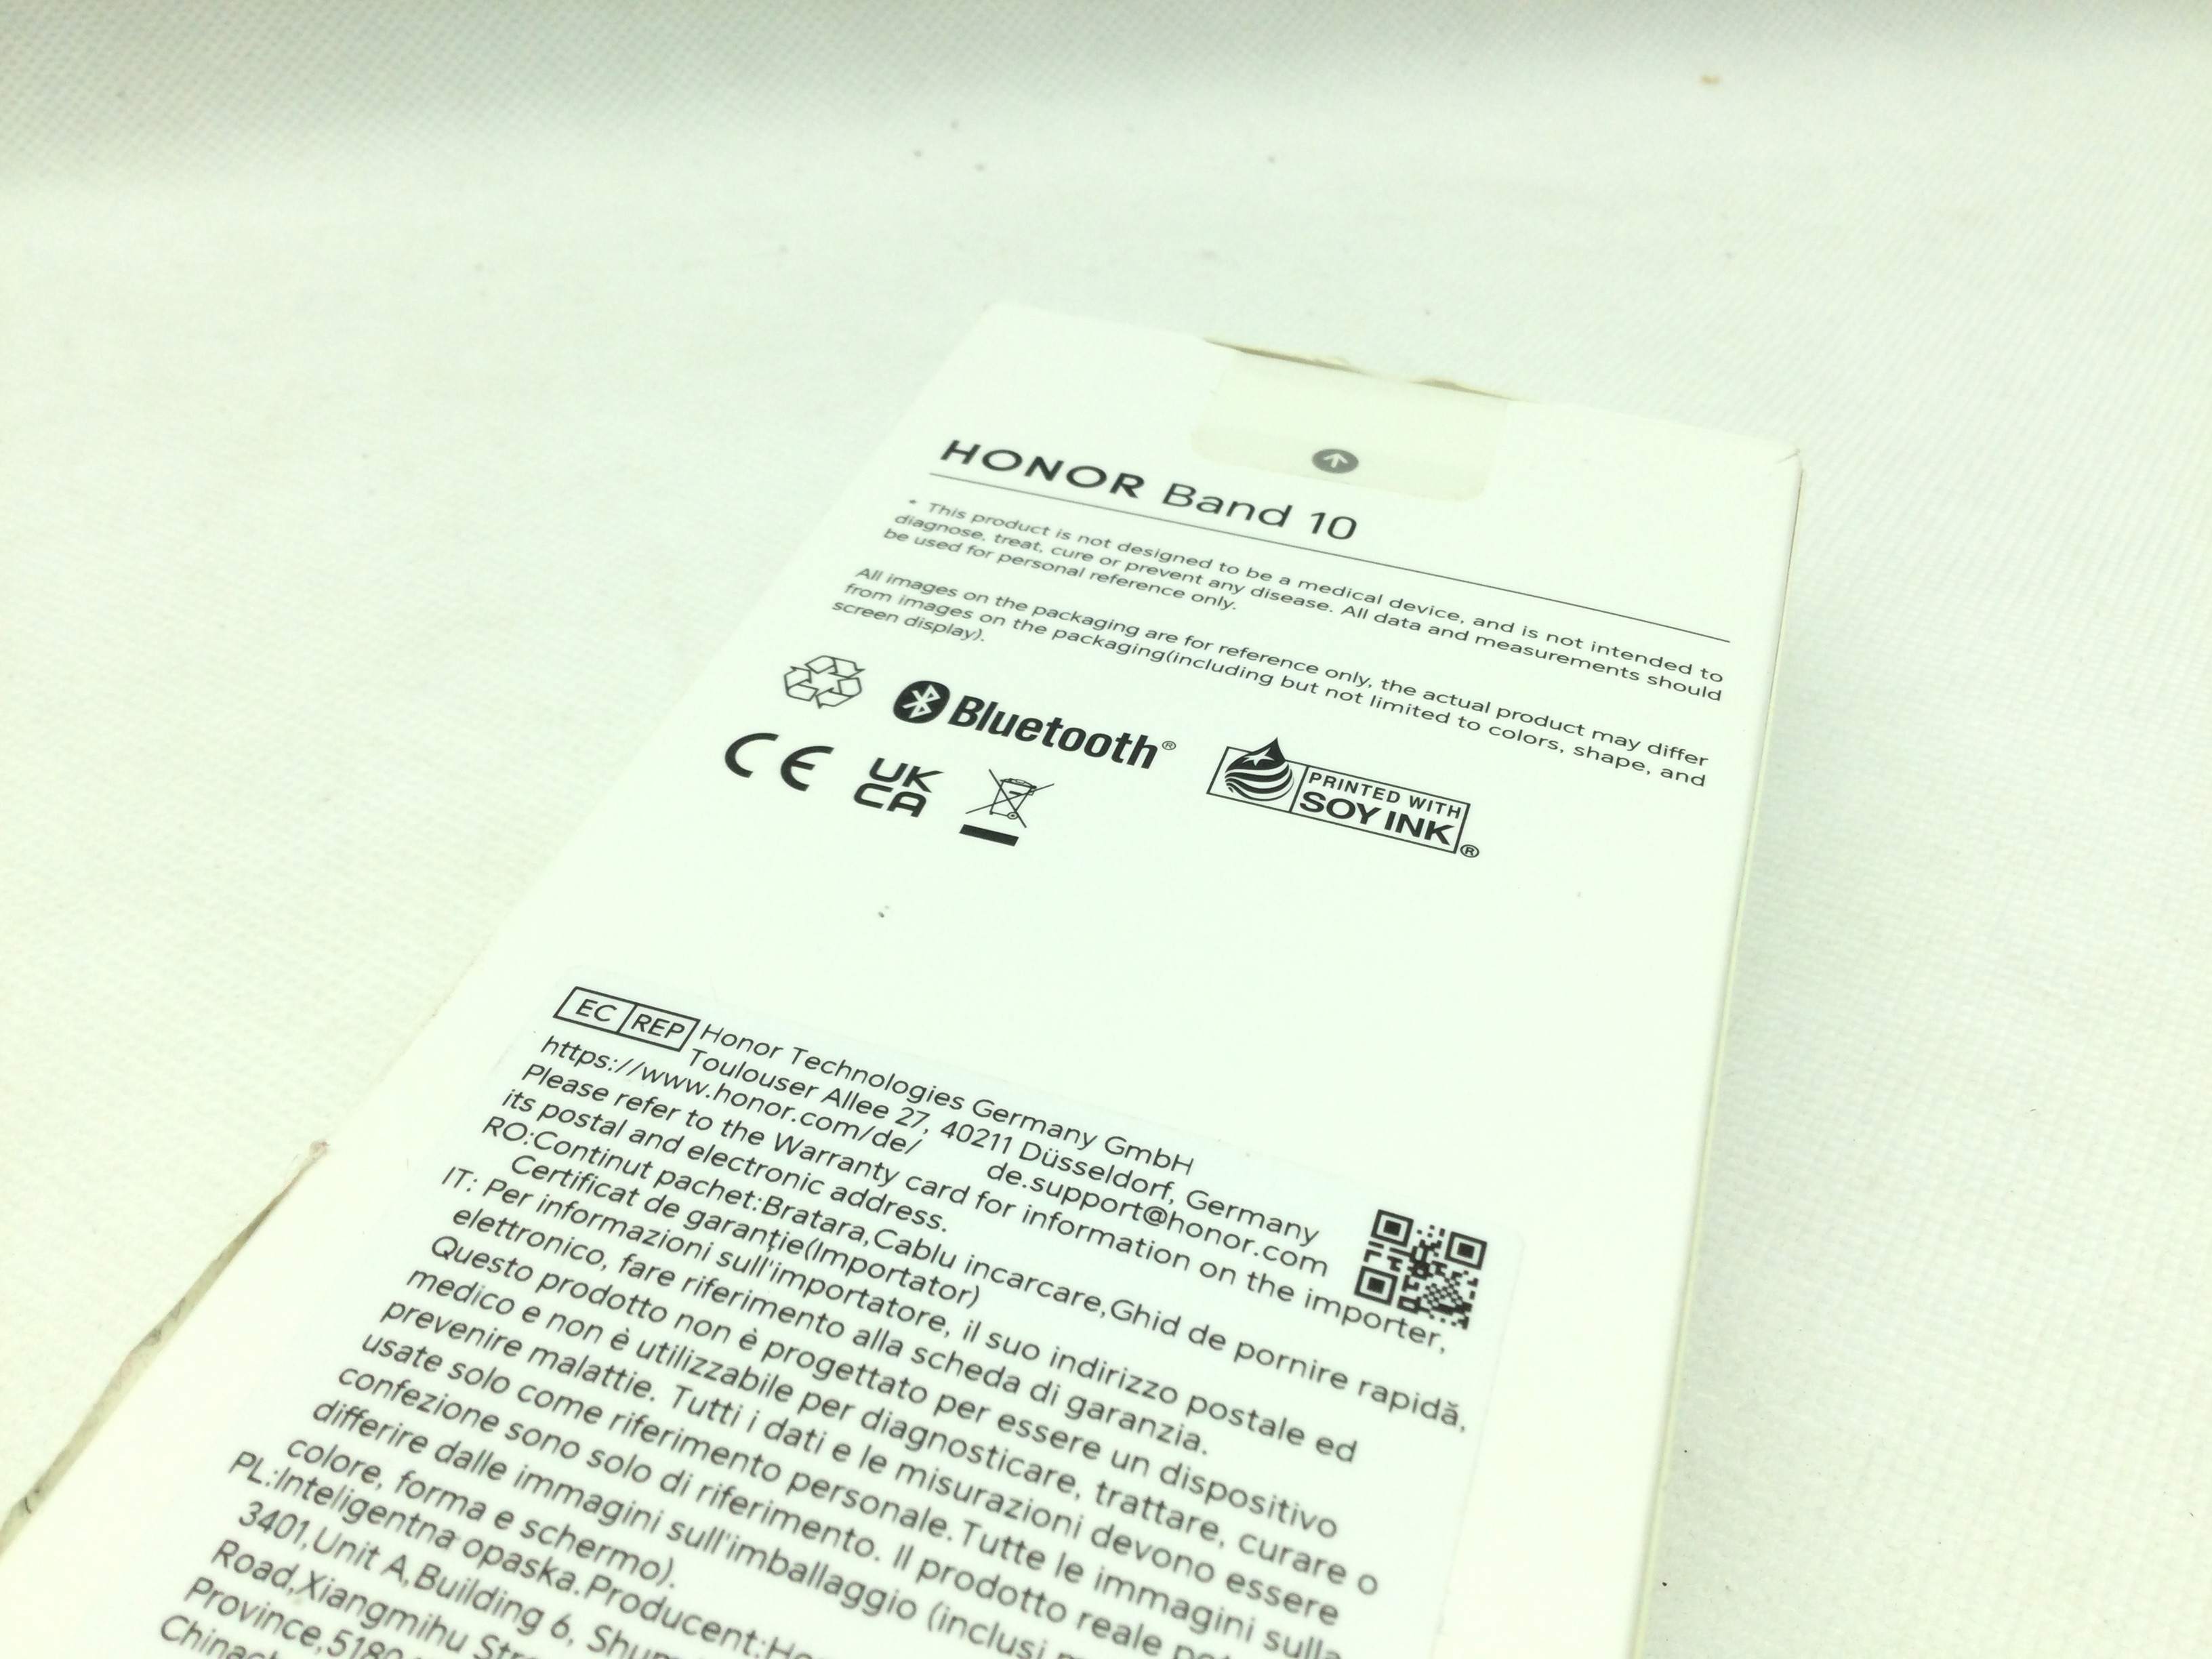 HONOR Band 10
* This product is not designed to be a medical device, and is not intended to
diagnose, treat, cure or prevent any disease. All data and measurements should
be used for personal reference only.
All images on the packaging are for reference only, the actual product may differ
from images on the packaging(including but not limited to colors, shape, and
screen display).
Bluetooth®
PRINTED WITH
SOY INK®
CE
UK
CA
EC REP Honor Technologies Germany GmbH
Toulouser Allee 27, 40211 Düsseldorf, Germany
https://www.honor.com/de/ de.support@honor.com
Please refer to the Warranty card for information on the importer,
its postal and electronic address.
RO:Continut pachet:Bratara,Cablu incarcare,Ghid de pornire rapidă,
Certificat de garanție(Importator)
IT: Per informazioni sull'importatore, il suo indirizzo postale ed
elettronico, fare riferimento alla scheda di garanzia.
Questo prodotto non è progettato per essere un dispositivo
medico e non è utilizzabile per diagnosticare, trattare, curare o
prevenire malattie. Tutti i dati e le misurazioni devono essere
usate solo come riferimento personale. Tutte le immagini sulla
confezione sono solo di riferimento. Il prodotto reale
differire dalle immagini sull'imballaggio (inclusi
colore, forma e schermo).
PL:Inteligentna opaska.Producent:
3401,Unit A,Building 6,
Road,Xiangmihu
Province,